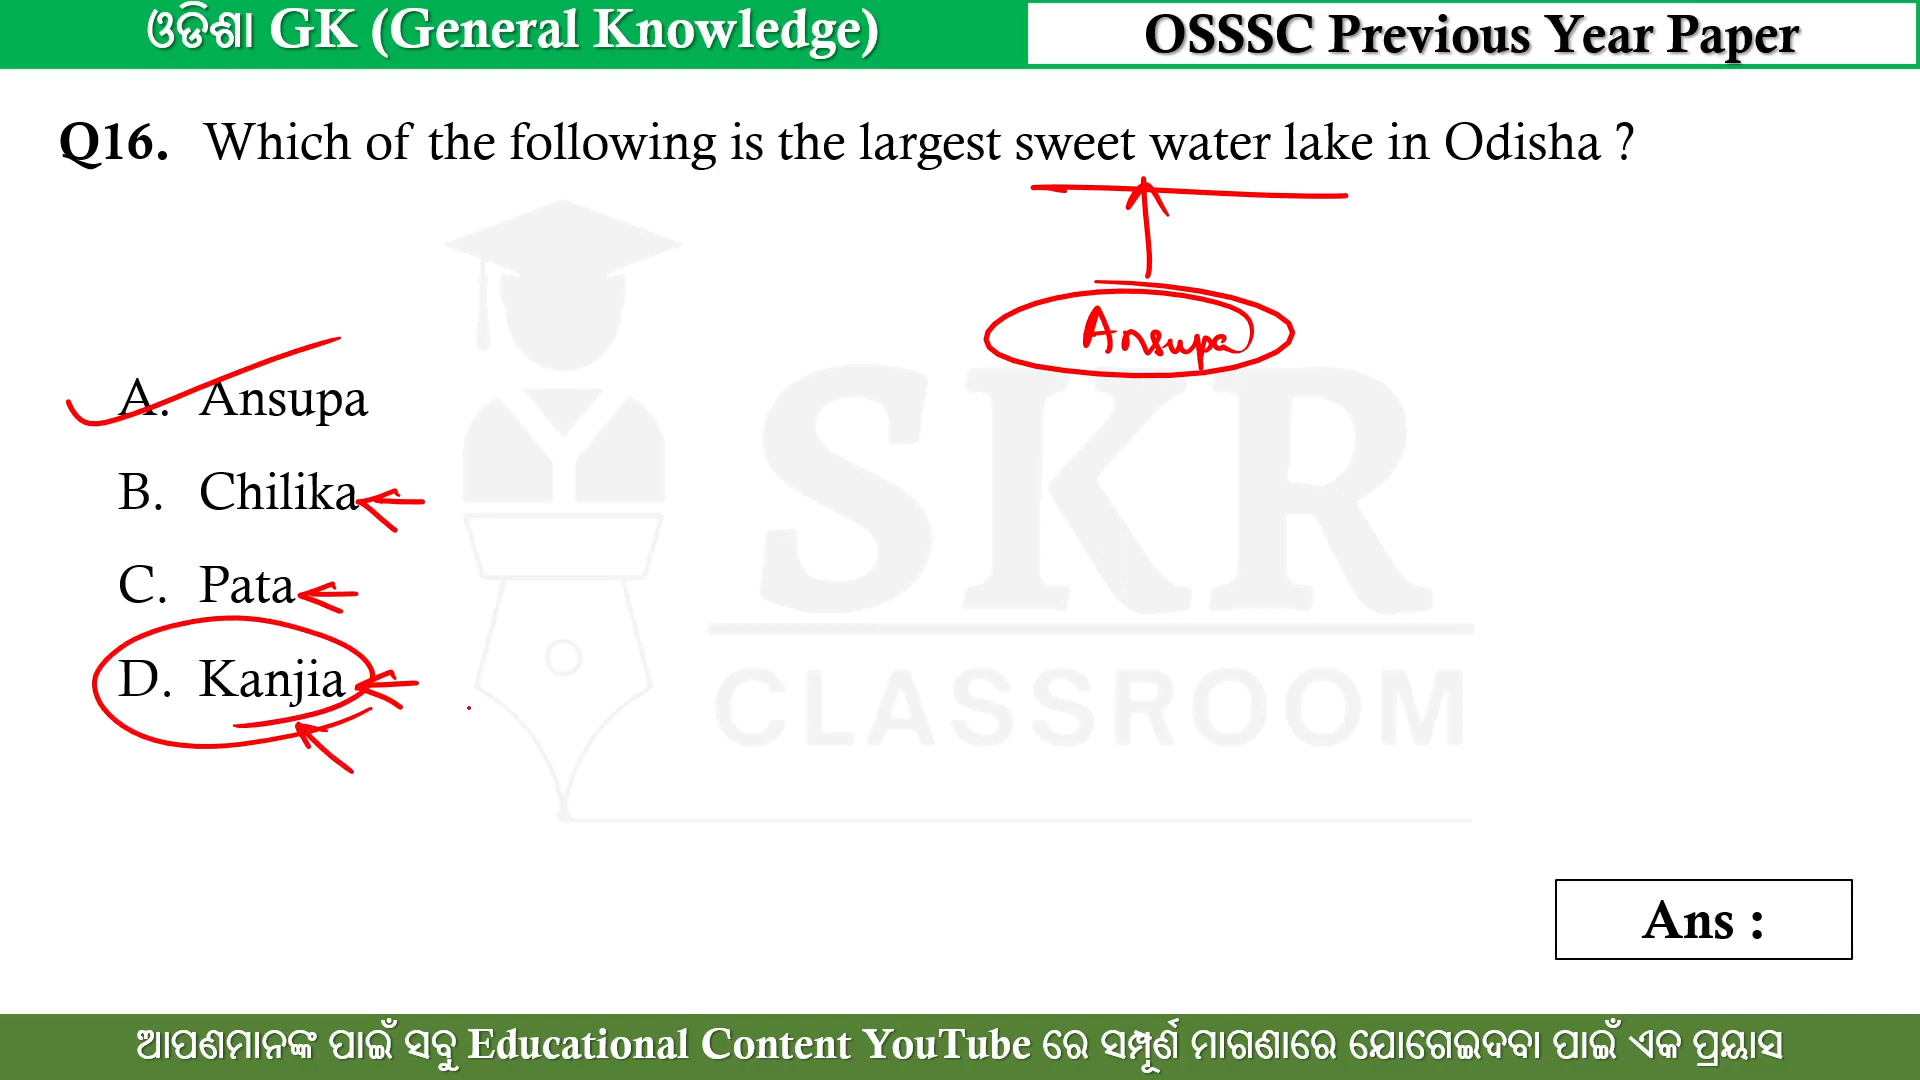 ଓଡିଶା GK (General Knowledge)
OSSSC Previous Year Paper
Q16. Which of the following is the largest sweet water lake in Odisha ?
Ansupa
A. Ansupa
B. Chilika
C. Pata
D. Kanjia
SKR
CLASSROOM
Ans :
ଆପଣମାନଙ୍କ ପାଇଁ ସବୁ Educational Content YouTube ରେ ସମ୍ପୂର୍ଣ ମାଗଣାରେ ଯୋଗେଇଦବା ପାଇଁ ଏକ ପ୍ରୟାସ